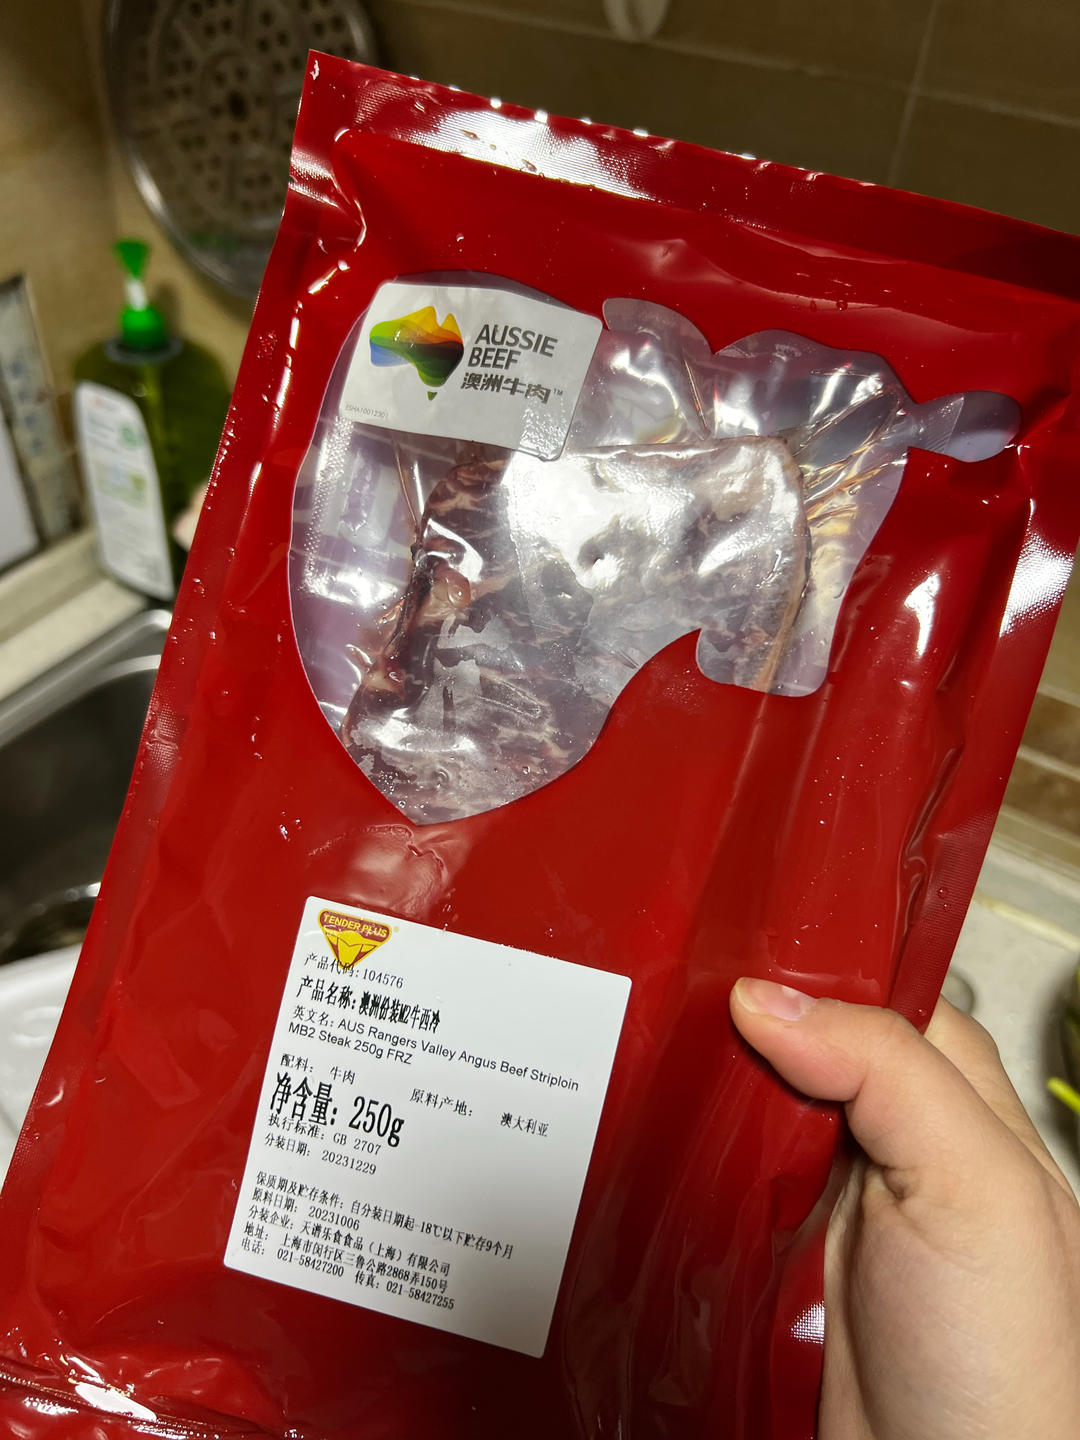 AUSSIE
BEEF
澳洲牛肉™
ESHA10012301
TENDER PLUS®
产品代码: 104576
产品名称: 澳洲份装M2牛西冷
英文名: AUS Rangers Valley Angus Beef Striploin
MB2 Steak 250g FRZ
配料: 牛肉
原料产地: 澳大利亚
净含量: 250g
执行标准: GB 2707
分装日期: 20231229
保质期及贮存条件: 自分装日期起-18℃以下贮存9个月
原料日期: 20231006
分装企业: 天谱乐食食品（上海）有限公司
地址: 上海市闵行区三鲁公路2868弄150号
电话: 021-58427200 传真: 021-58427255